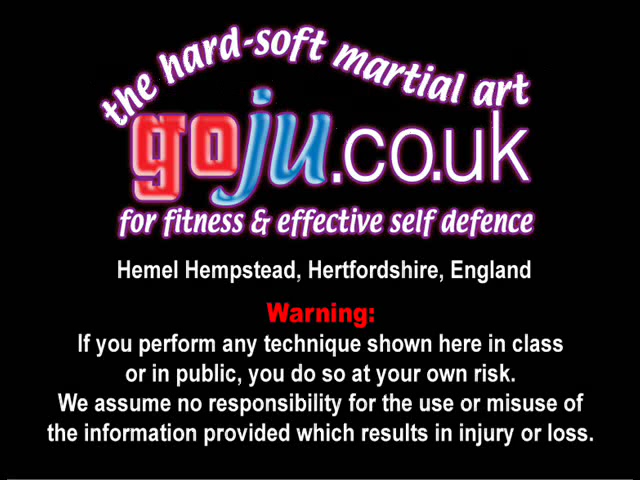 the hard-soft martial art
goju.co.uk
for fitness & effective self defence
Hemel Hempstead, Hertfordshire, England
Warning:
If you perform any technique shown here in class
or in public, you do so at your own risk.
We assume no responsibility for the use or misuse of
the information provided which results in injury or loss.